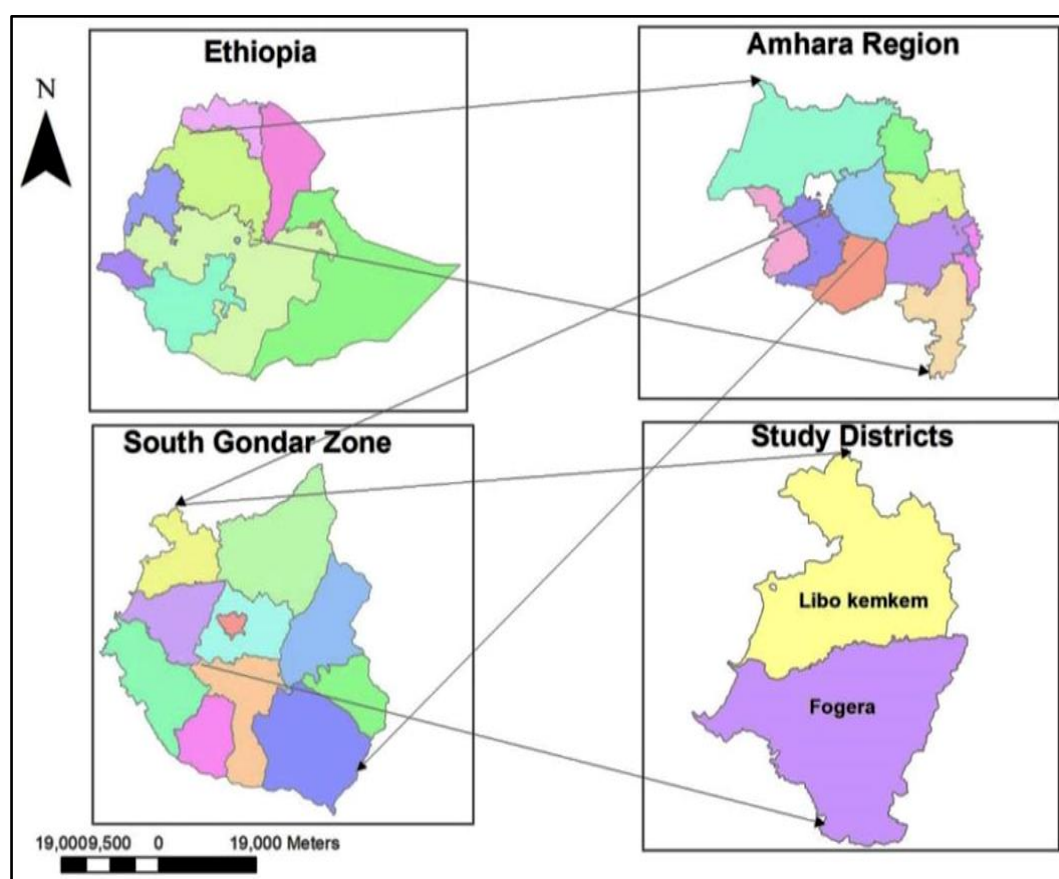 Ethiopia
Amhara Region
N
South Gondar Zone
Study Districts
Libo kemkem
Fogera
19,0009,500 0 19,000 Meters